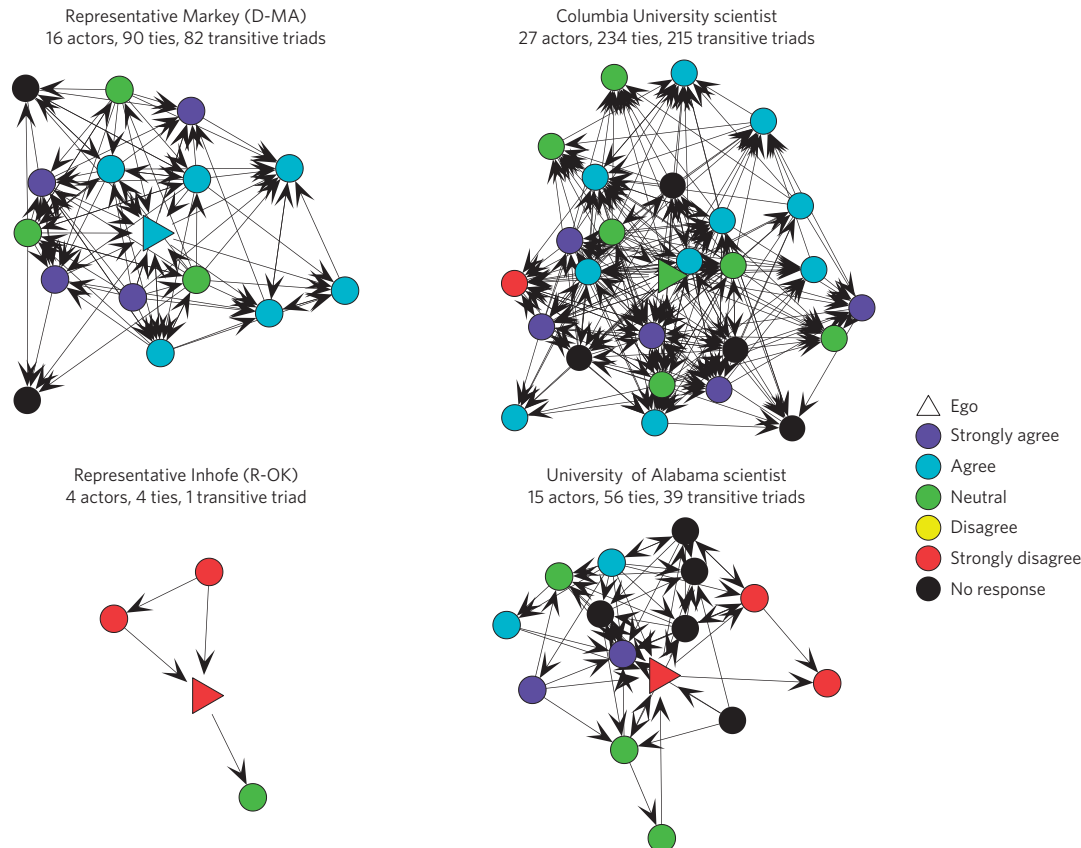 Representative Markey (D-MA)
16 actors, 90 ties, 82 transitive triads
Columbia University scientist
27 actors, 234 ties, 215 transitive triads
Ego
Strongly agree
Agree
Neutral
Disagree
Strongly disagree
No response
Representative Inhofe (R-OK)
4 actors, 4 ties, 1 transitive triad
University of Alabama scientist
15 actors, 56 ties, 39 transitive triads